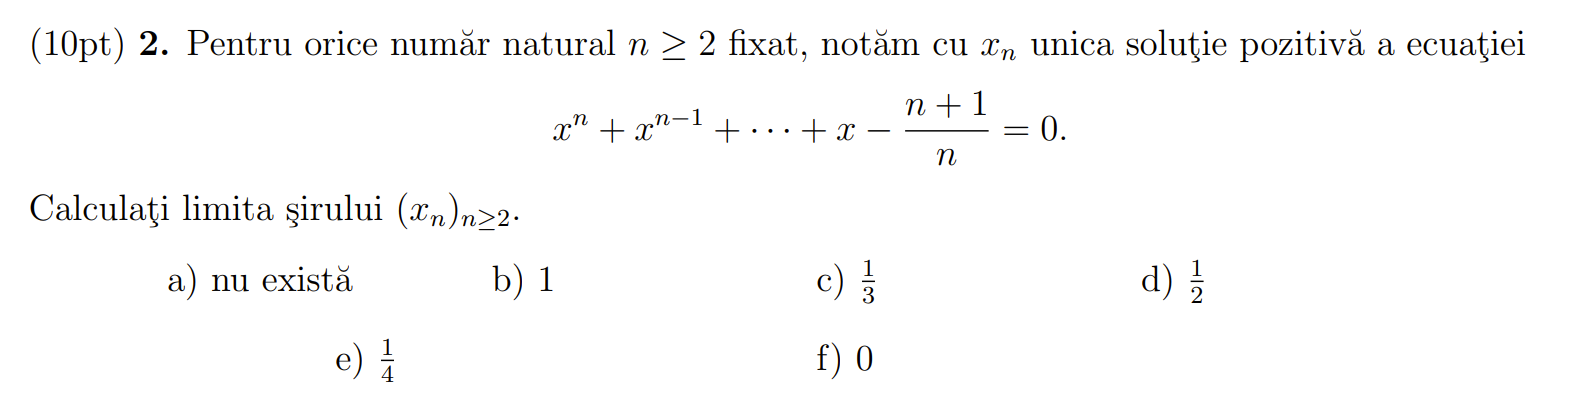 (10pt) 2. Pentru orice număr natural n ≥ 2 fixat, notăm cu xₙ unica soluţie pozitivă a ecuaţiei
xⁿ + xⁿ⁻¹ + ⋯ + x − (n + 1)/n = 0.
Calculaţi limita şirului (xₙ)ₙ≥₂.
a) nu există b) 1 c) 1/3 d) 1/2
e) 1/4 f) 0